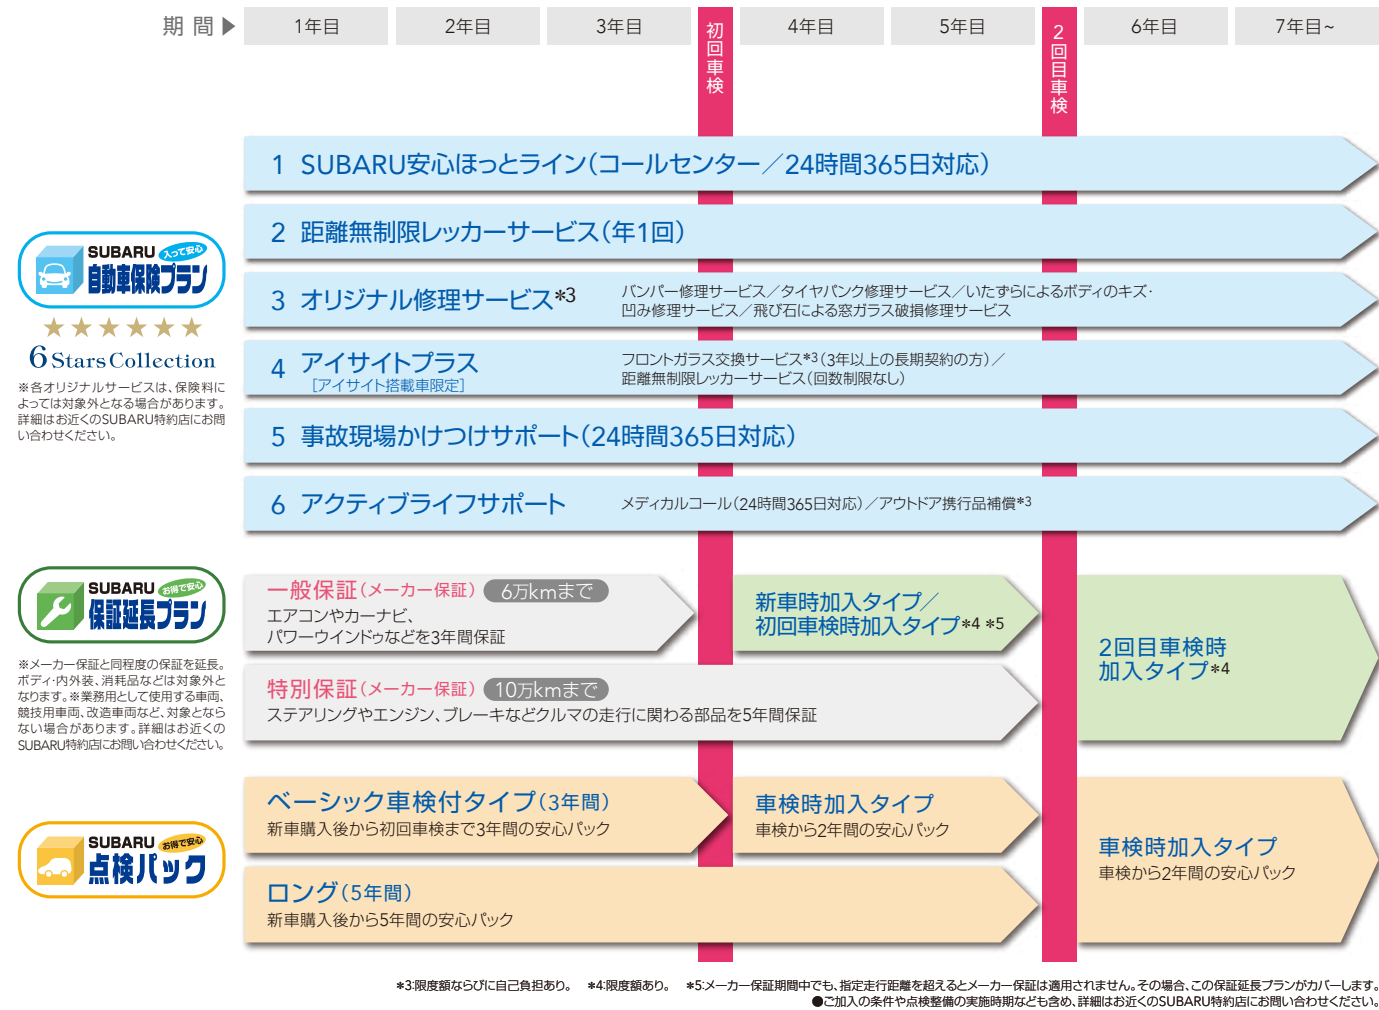 期間▶ 1年目 2年目 3年目 初回車検 4年目 5年目 2回目車検 6年目 7年目~
1 SUBARU安心ほっとライン(コールセンター／24時間365日対応)
2 距離無制限レッカーサービス(年1回)
SUBARU 入って安心
自動車保険プラン
3 オリジナル修理サービス*3
バンパー修理サービス／タイヤパンク修理サービス／いたずらによるボディのキズ・
凹み修理サービス／飛び石による窓ガラス破損修理サービス
★★★★★★
6 Stars Collection
※各オリジナルサービスは、保険料に
よっては対象外となる場合があります。
詳細はお近くのSUBARU特約店にお問
い合わせください。
4 アイサイトプラス
[アイサイト搭載車限定]
フロントガラス交換サービス*3(3年以上の長期契約の方)／
距離無制限レッカーサービス(回数制限なし)
5 事故現場かけつけサポート(24時間365日対応)
6 アクティブライフサポート メディカルコール(24時間365日対応)／アウトドア携行品補償*3
SUBARU お得で安心
保証延長プラン
※メーカー保証と同程度の保証を延長。
ボディ・内外装、消耗品などは対象外と
なります。※業務用として使用する車両、
競技用車両、改造車両など、対象となら
ない場合があります。詳細はお近くの
SUBARU特約店にお問い合わせください。
一般保証(メーカー保証) 6万kmまで
エアコンやカーナビ、
パワーウインドゥなどを3年間保証
新車時加入タイプ／
初回車検時加入タイプ*4 *5
2回目車検時
加入タイプ*4
特別保証(メーカー保証) 10万kmまで
ステアリングやエンジン、ブレーキなどクルマの走行に関わる部品を5年間保証
SUBARU お得で安心
点検パック
ベーシック車検付タイプ(3年間)
新車購入後から初回車検まで3年間の安心パック
車検時加入タイプ
車検から2年間の安心パック
車検時加入タイプ
車検から2年間の安心パック
ロング(5年間)
新車購入後から5年間の安心パック
*3:限度額ならびに自己負担あり。 *4:限度額あり。 *5:メーカー保証期間中でも、指定走行距離を超えるとメーカー保証は適用されません。その場合、この保証延長プランがカバーします。
●ご加入の条件や点検整備の実施時期なども含め、詳細はお近くのSUBARU特約店にお問い合わせください。